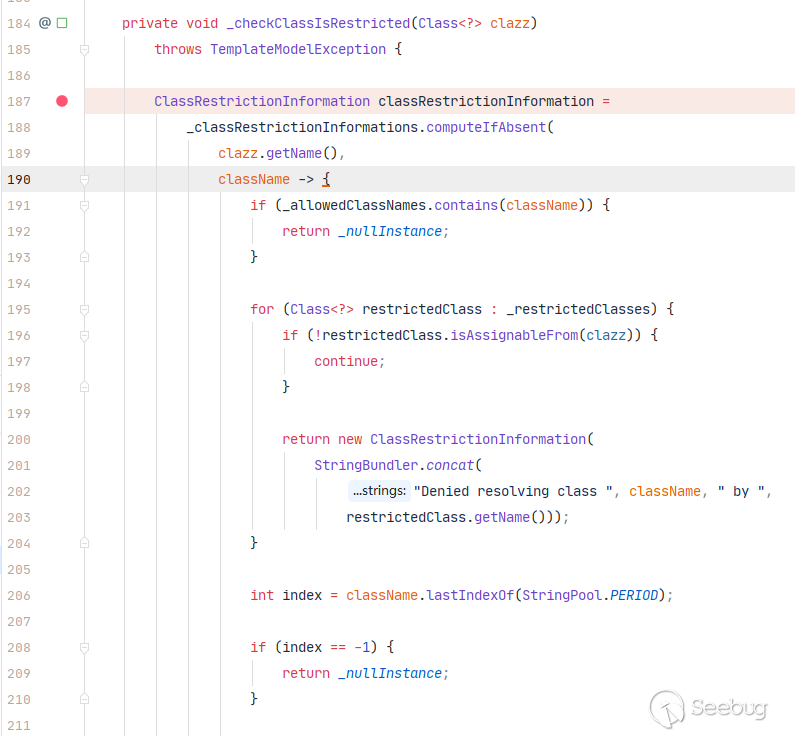 184 @ private void _checkClassIsRestricted(Class<?> clazz)
185 throws TemplateModelException {
186
187 ClassRestrictionInformation classRestrictionInformation =
188 _classRestrictionInformations.computeIfAbsent(
189 clazz.getName(),
190 className -> {
191 if (_allowedClassNames.contains(className)) {
192 return _nullInstance;
193 }
194
195 for (Class<?> restrictedClass : _restrictedClasses) {
196 if (!restrictedClass.isAssignableFrom(clazz)) {
197 continue;
198 }
199
200 return new ClassRestrictionInformation(
201 StringBundler.concat(
202 ...strings: "Denied resolving class ", className, " by ",
203 restrictedClass.getName()));
204 }
205
206 int index = className.lastIndexOf(StringPool.PERIOD);
207
208 if (index == -1) {
209 return _nullInstance;
210 }
211
Seebug